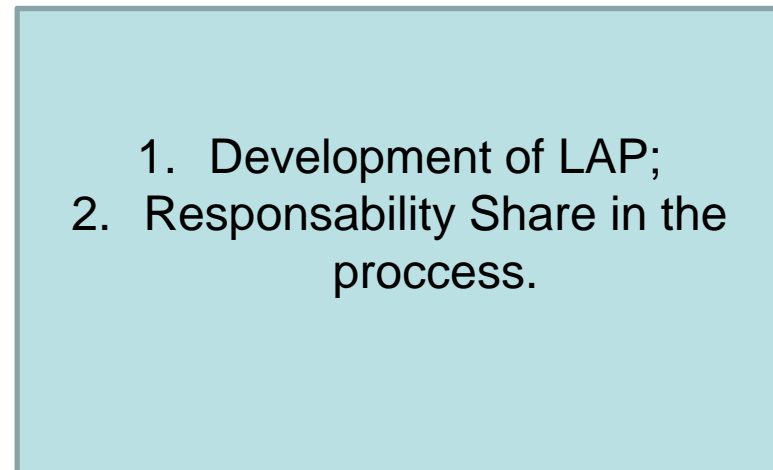 1. Development of LAP;
2. Responsability Share in the
proccess.